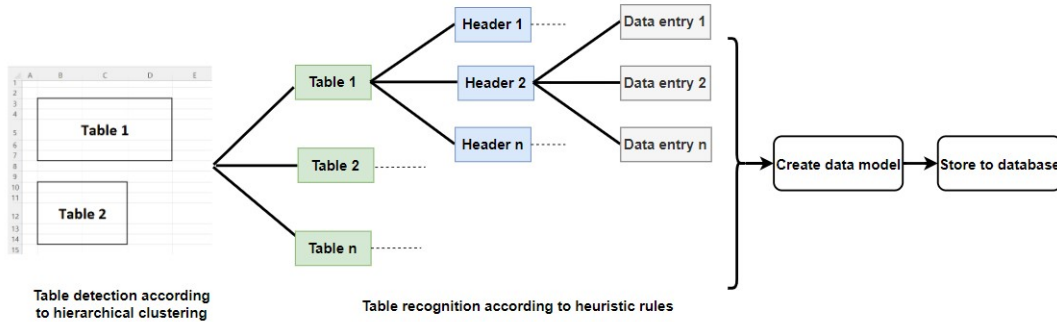 A B C D E
1
2
3
4
5
6
7
8
9
10
11
12
13
14
15
Table 1
Table 2
Table 1
Table 2
Table n
Header 1
Header 2
Header n
Data entry 1
Data entry 2
Data entry n
Create data model
Store to database
Table detection according
to hierarchical clustering
Table recognition according to heuristic rules